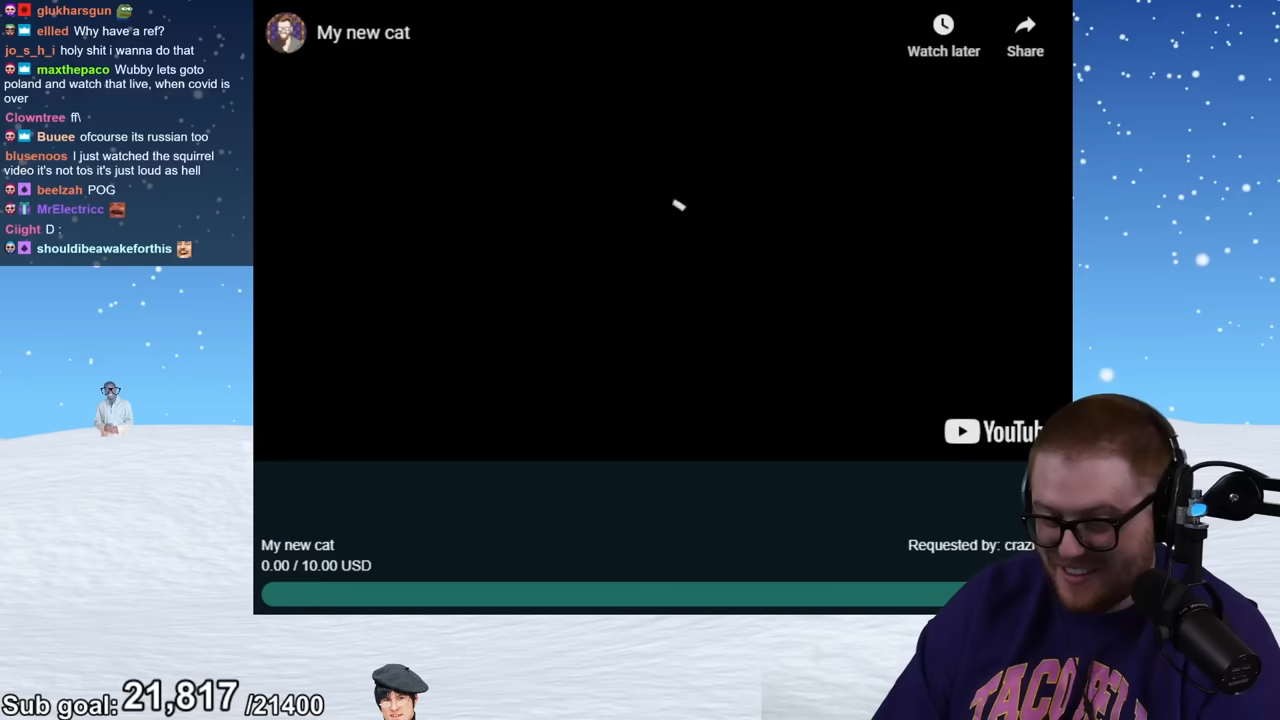 glukharsgun
ellled Why have a ref?
jo_s_h_i holy shit i wanna do that
maxthepaco Wubby lets goto
poland and watch that live, when covid is
over
Clowntree ff\
Buuee ofcourse its russian too
blusenoos I just watched the squirrel
video it's not tos it's just loud as hell
beelzah POG
MrElectricc
Ciight D :
shouldibeawakeforthis
My new cat
Watch later
Share
YouTub
My new cat
Requested by: crazi
0.00 / 10.00 USD
TACO BELL
Sub goal: 21,817 /21400